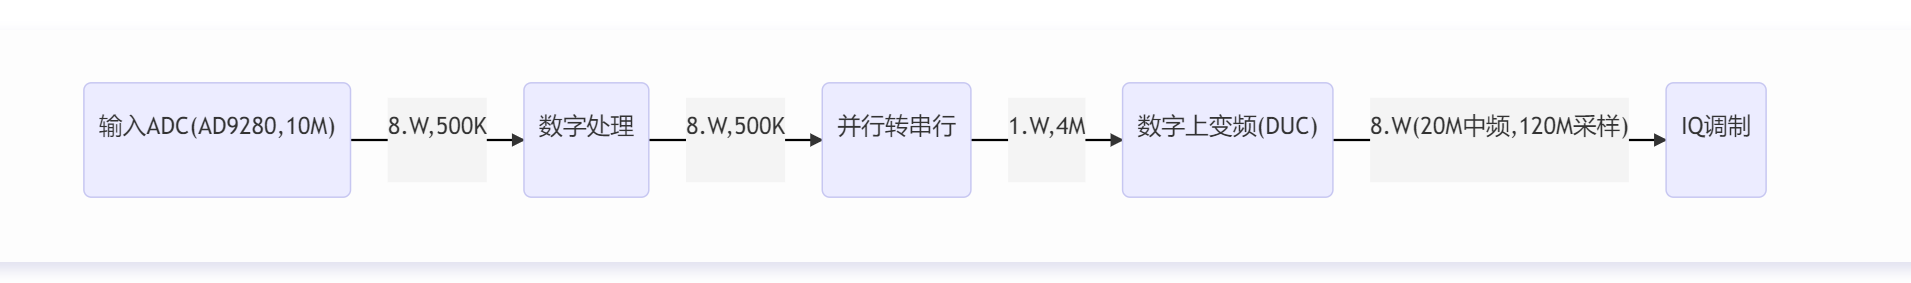 输入ADC(AD9280,10M)
8.W,500K
数字处理
8.W,500K
并行转串行
1.W,4M
数字上变频(DUC)
8.W(20M中频,120M采样)
IQ调制